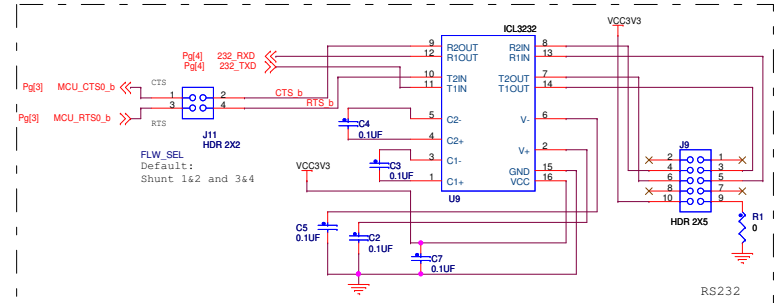 ICL3232
VCC3V3
Pg[4] 232_RXD
Pg[4] 232_TXD
9 R2OUT R2IN 8
12 R1OUT R1IN 13
10 T2IN T2OUT 7
11 T1IN T1OUT 14
5 C2- V- 6
4 C2+
3 C1- V+ 2
1 C1+ GND 15
VCC 16
U9
Pg[3] MCU_CTS0_b
CTS
1 2 CTS_b
Pg[3] MCU_RTS0_b
3 4 RTS_b
RTS
J11
HDR 2X2
FLW_SEL
Default:
Shunt 1&2 and 3&4
C4
0.1UF
C3
0.1UF
VCC3V3
C5
0.1UF
C2
0.1UF
C7
0.1UF
J9
2 1
4 3
6 5
8 7
10 9
HDR 2X5
R1
0
RS232